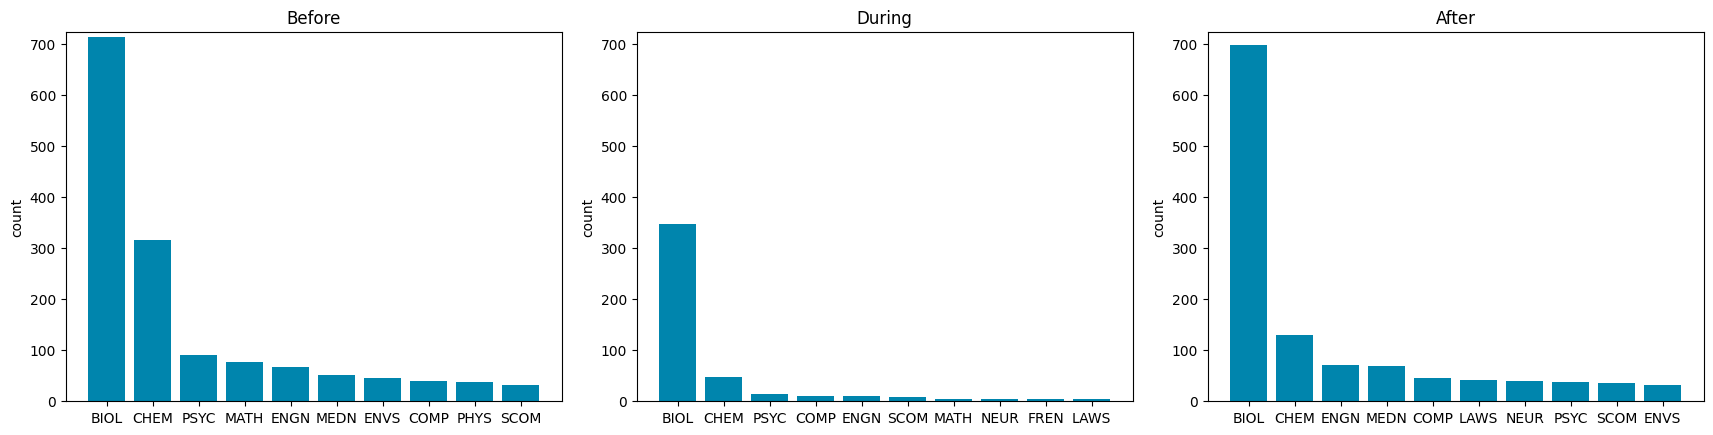 Before
700
600
500
400
300
200
100
0
count
BIOL CHEM PSYC MATH ENGN MEDN ENVS COMP PHYS SCOM
During
700
600
500
400
300
200
100
0
count
BIOL CHEM PSYC COMP ENGN SCOM MATH NEUR FREN LAWS
After
700
600
500
400
300
200
100
0
count
BIOL CHEM ENGN MEDN COMP LAWS NEUR PSYC SCOM ENVS